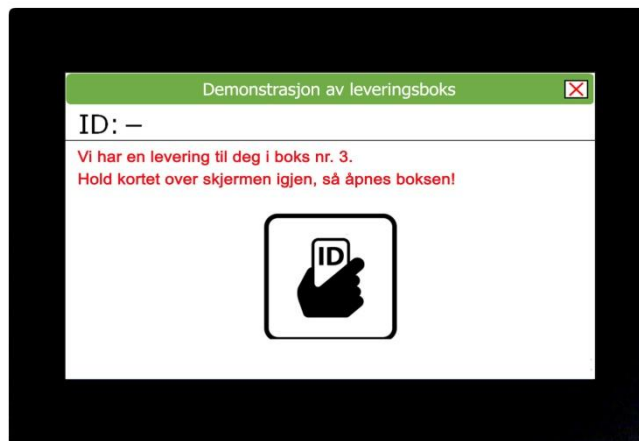 Demonstrasjon av leveringsboks
ID: –
Vi har en levering til deg i boks nr. 3.
Hold kortet over skjermen igjen, så åpnes boksen!
ID